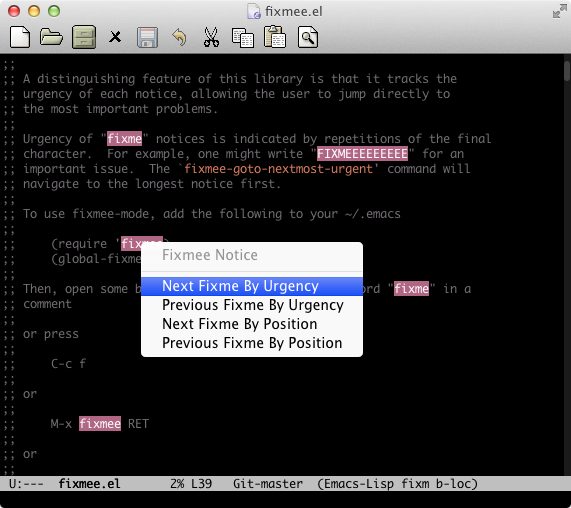 fixmee.el
;;
;; A distinguishing feature of this library is that it tracks the
;; urgency of each notice, allowing the user to jump directly to
;; the most important problems.
;;
;; Urgency of "fixme" notices is indicated by repetitions of the final
;; character.  For example, one might write "FIXMEEEEEEEEE" for an
;; important issue.  The `fixmee-goto-nextmost-urgent' command will
;; navigate to the longest notice first.
;;
;; To use fixmee-mode, add the following to your ~/.emacs
;;
;;     (require 'fixmee)
;;     (global-fixme
;;
;; Then, open some b rd "fixme" in a
;; comment
;;
;; or press
;;
;;     C-c f
;;
;; or
;;
;;     M-x fixmee RET
;;
;; or
;;
Fixmee Notice
Next Fixme By Urgency
Previous Fixme By Urgency
Next Fixme By Position
Previous Fixme By Position
U:---  fixmee.el      2% L39   Git-master  (Emacs-Lisp fixm b-loc)